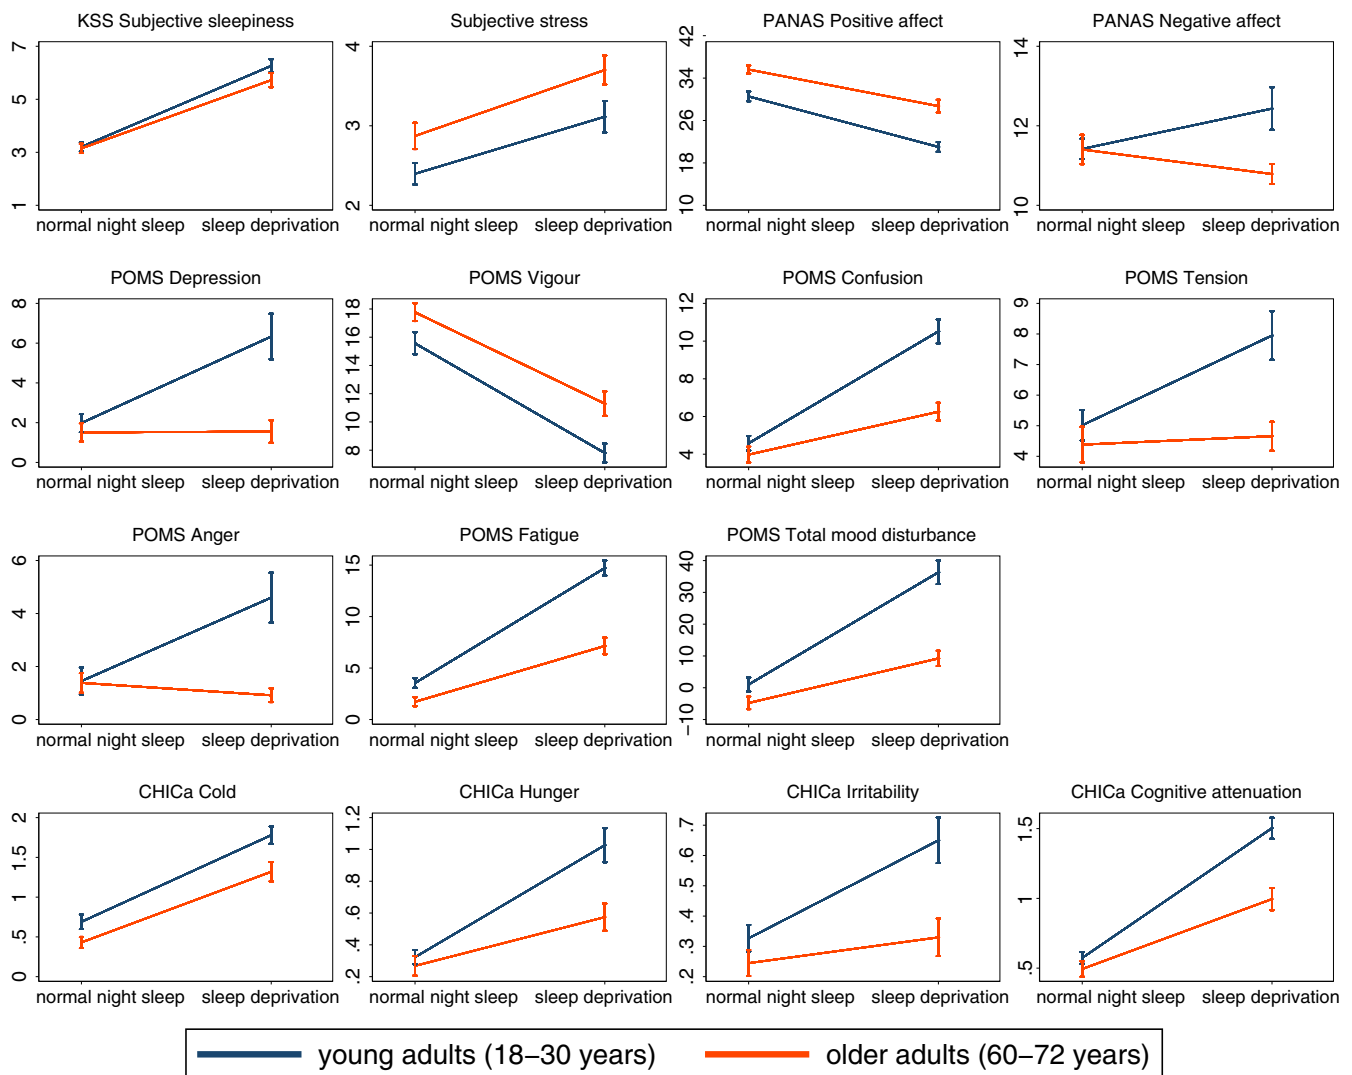 KSS Subjective sleepiness
Subjective stress
PANAS Positive affect
PANAS Negative affect
7
5
3
1
4
3
2
42
34
26
18
10
14
12
10
normal night sleep sleep deprivation
normal night sleep sleep deprivation
normal night sleep sleep deprivation
normal night sleep sleep deprivation
POMS Depression
POMS Vigour
POMS Confusion
POMS Tension
8
6
4
2
0
18
16
14
12
10
8
12
10
8
6
4
9
8
7
6
5
4
normal night sleep sleep deprivation
normal night sleep sleep deprivation
normal night sleep sleep deprivation
normal night sleep sleep deprivation
POMS Anger
POMS Fatigue
POMS Total mood disturbance
6
4
2
0
15
10
5
0
40
30
20
10
0
−10
normal night sleep sleep deprivation
normal night sleep sleep deprivation
normal night sleep sleep deprivation
CHICa Cold
CHICa Hunger
CHICa Irritability
CHICa Cognitive attenuation
2
1.5
1
.5
0
1.2
1
.8
.6
.4
.2
.7
.6
.5
.4
.3
.2
1.5
1
.5
normal night sleep sleep deprivation
normal night sleep sleep deprivation
normal night sleep sleep deprivation
normal night sleep sleep deprivation
young adults (18−30 years)
older adults (60−72 years)